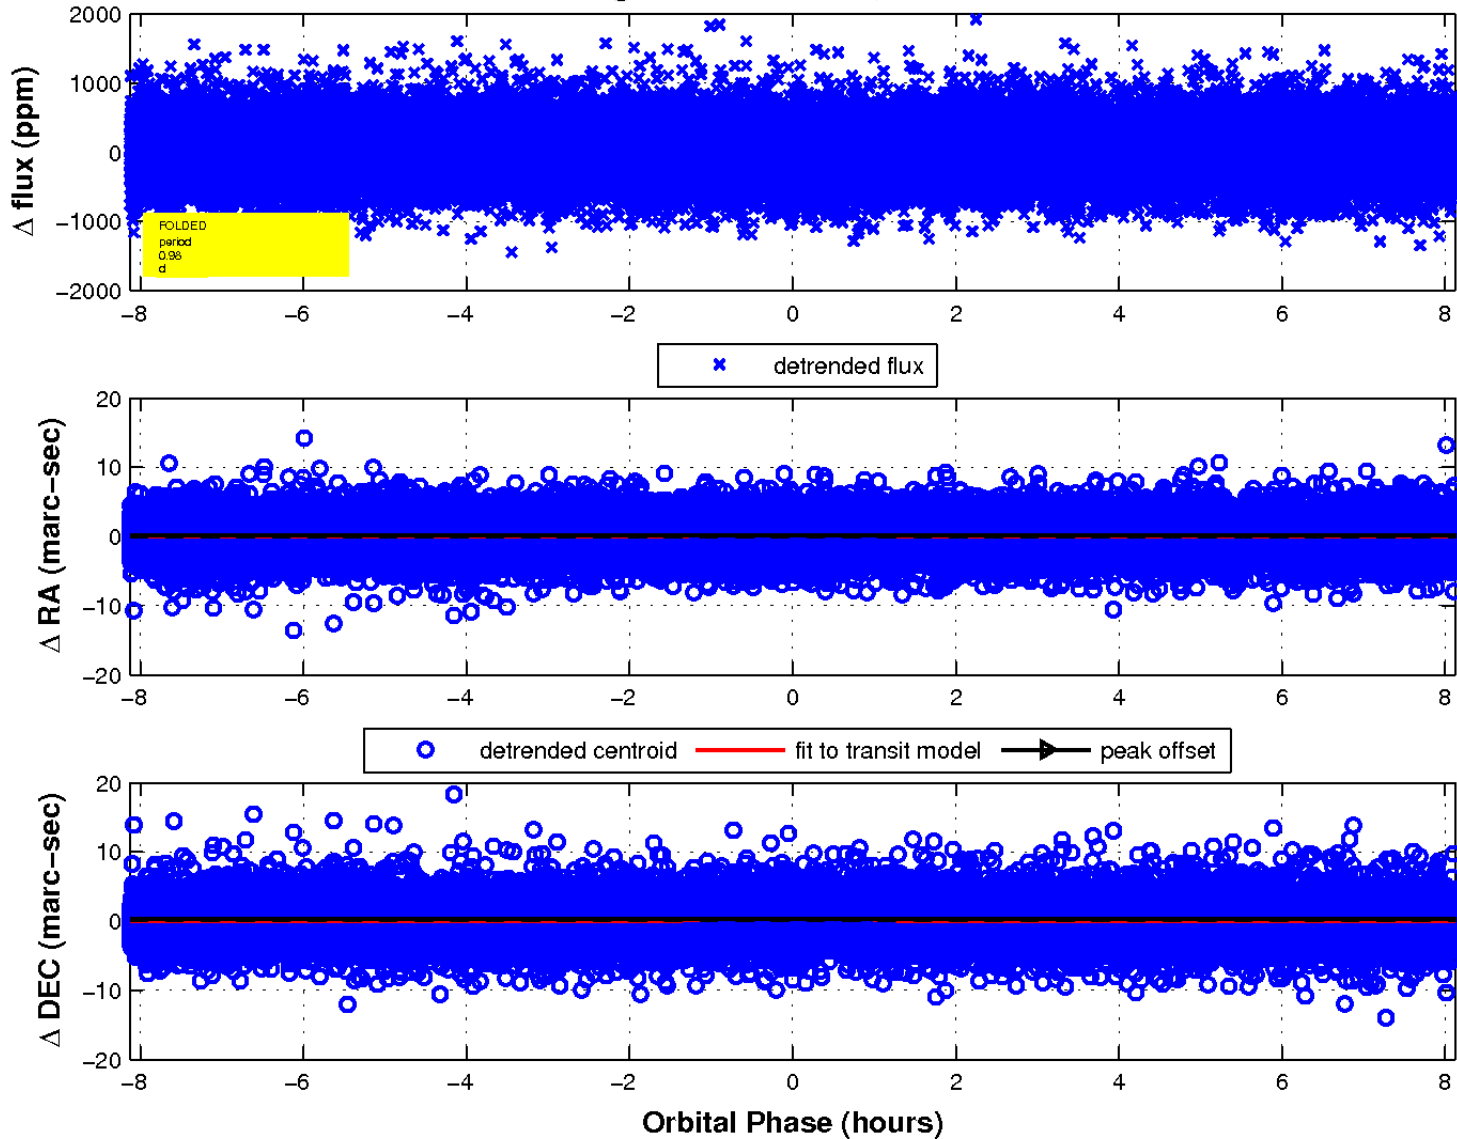 2000
1000
0
−1000
−2000
Δ flux (ppm)
FOLDED
period
0.98
d
−8 −6 −4 −2 0 2 4 6 8
detrended flux
20
10
0
−10
−20
Δ RA (marc−sec)
−8 −6 −4 −2 0 2 4 6 8
detrended centroid fit to transit model peak offset
20
10
0
−10
−20
Δ DEC (marc−sec)
−8 −6 −4 −2 0 2 4 6 8
Orbital Phase (hours)